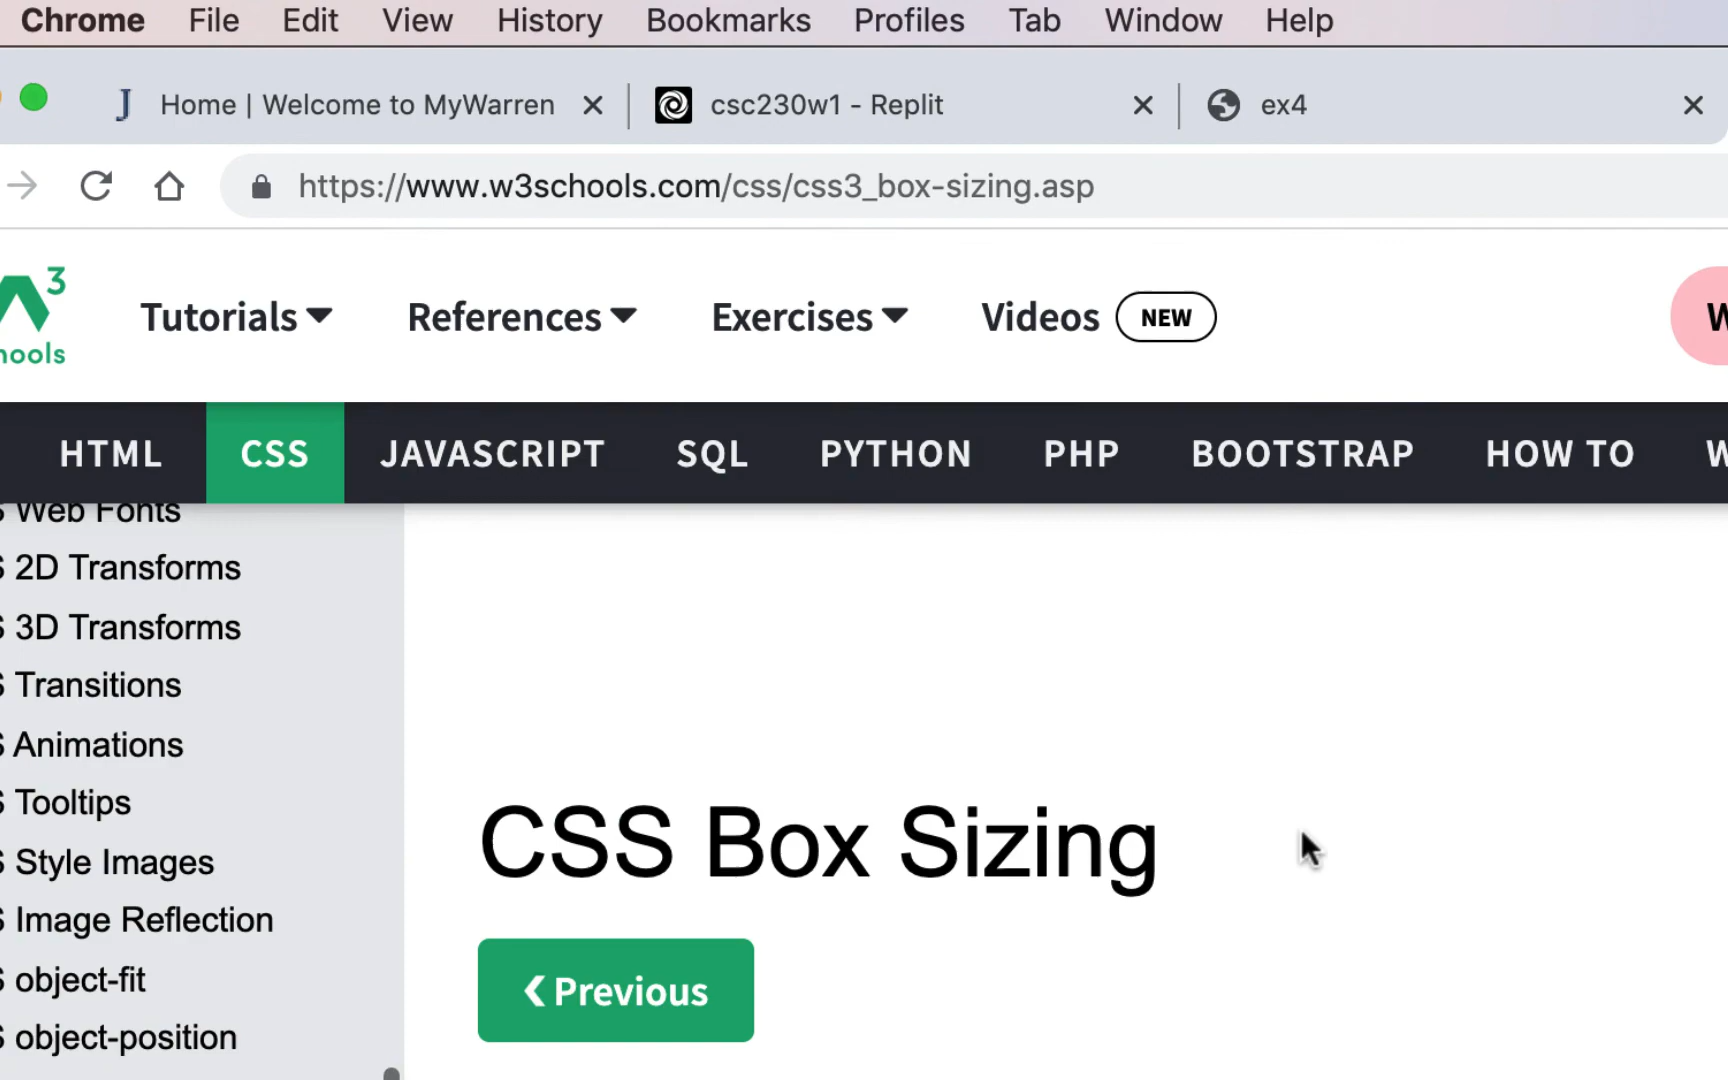 Chrome File Edit View History Bookmarks Profiles Tab Window Help
Home | Welcome to MyWarren csc230w1 - Replit ex4
https://www.w3schools.com/css/css3_box-sizing.asp
3
Tutorials References Exercises Videos NEW
HTML CSS JAVASCRIPT SQL PYTHON PHP BOOTSTRAP HOW TO
Web Fonts
2D Transforms
3D Transforms
Transitions
Animations
Tooltips
Style Images
Image Reflection
object-fit
object-position
CSS Box Sizing
❮ Previous